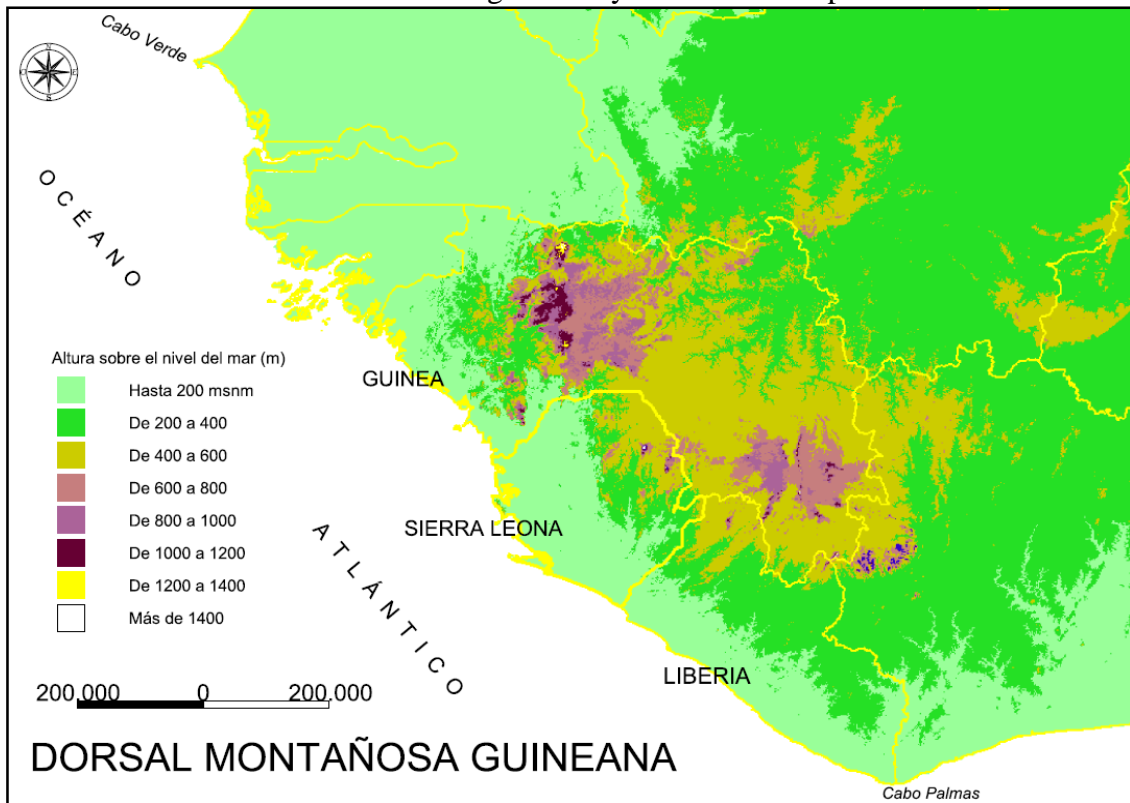 Cabo Verde
N
O E
S
OCÉANO
ATLÁNTICO
Altura sobre el nivel del mar (m)
Hasta 200 msnm
De 200 a 400
De 400 a 600
De 600 a 800
De 800 a 1000
De 1000 a 1200
De 1200 a 1400
Más de 1400
GUINEA
SIERRA LEONA
LIBERIA
200.000 0 200.000
DORSAL MONTAÑOSA GUINEANA
Cabo Palmas